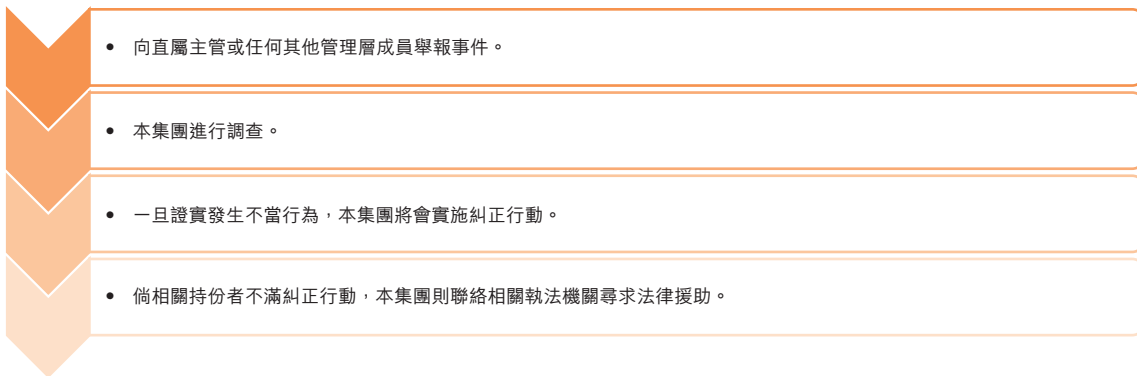 • 向直屬主管或任何其他管理層成員舉報事件。
• 本集團進行調查。
• 一旦證實發生不當行為，本集團將會實施糾正行動。
• 倘相關持份者不滿糾正行動，本集團則聯絡相關執法機關尋求法律援助。